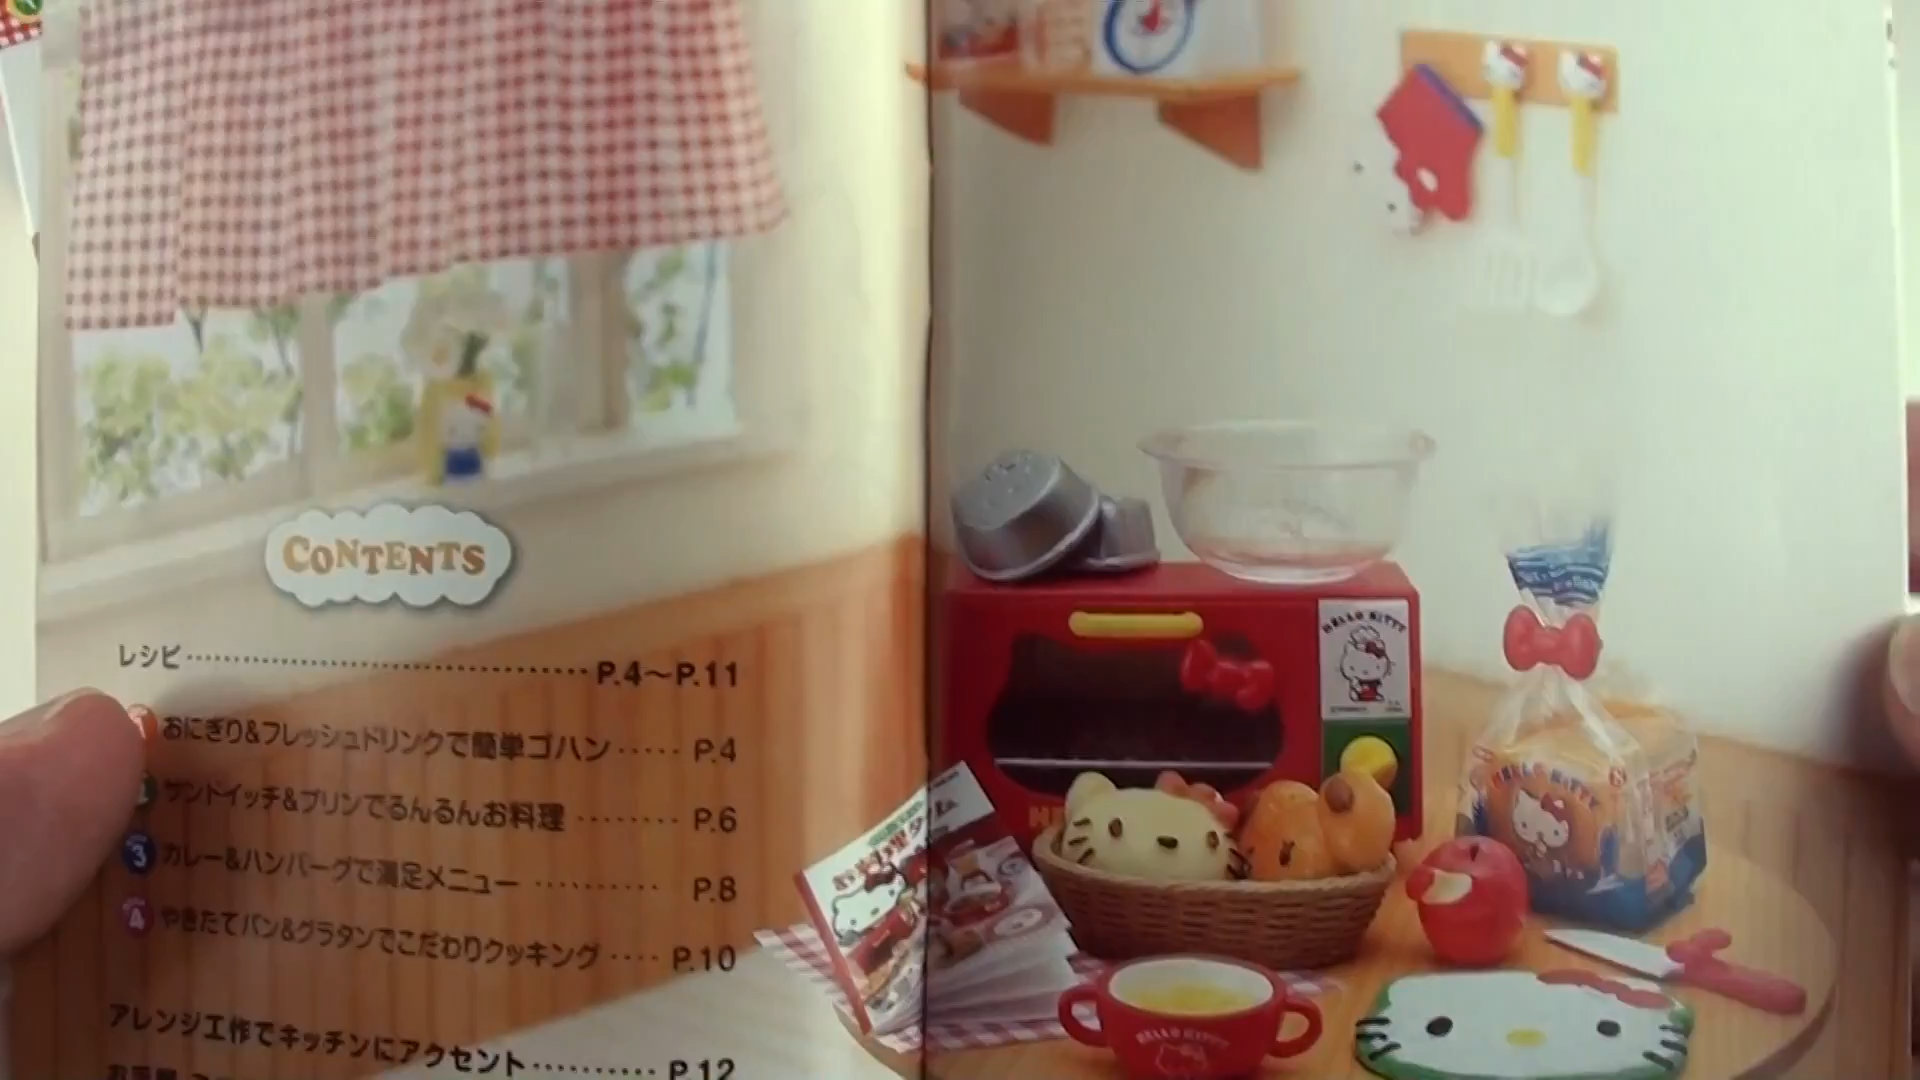 CONTENTS
レシピ P.4〜P.11
おにぎり&フレッシュドリンクで簡単ゴハン P.4
サンドイッチ&プリンでるんるんお料理 P.6
3 カレー&ハンバーグで満足メニュー P.8
4 やきたてパン&グラタンでこだわりクッキング P.10
アレンジ工作でキッチンにアクセント P.12
HELLO KITTY
HELLO KITTY
HELLO KITTY